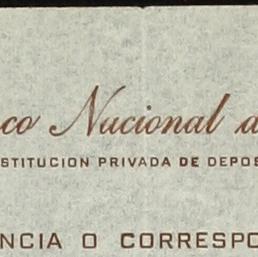 co Nacional d
STITUCION PRIVADA DE DEPOS
NCIA O CORRESPO